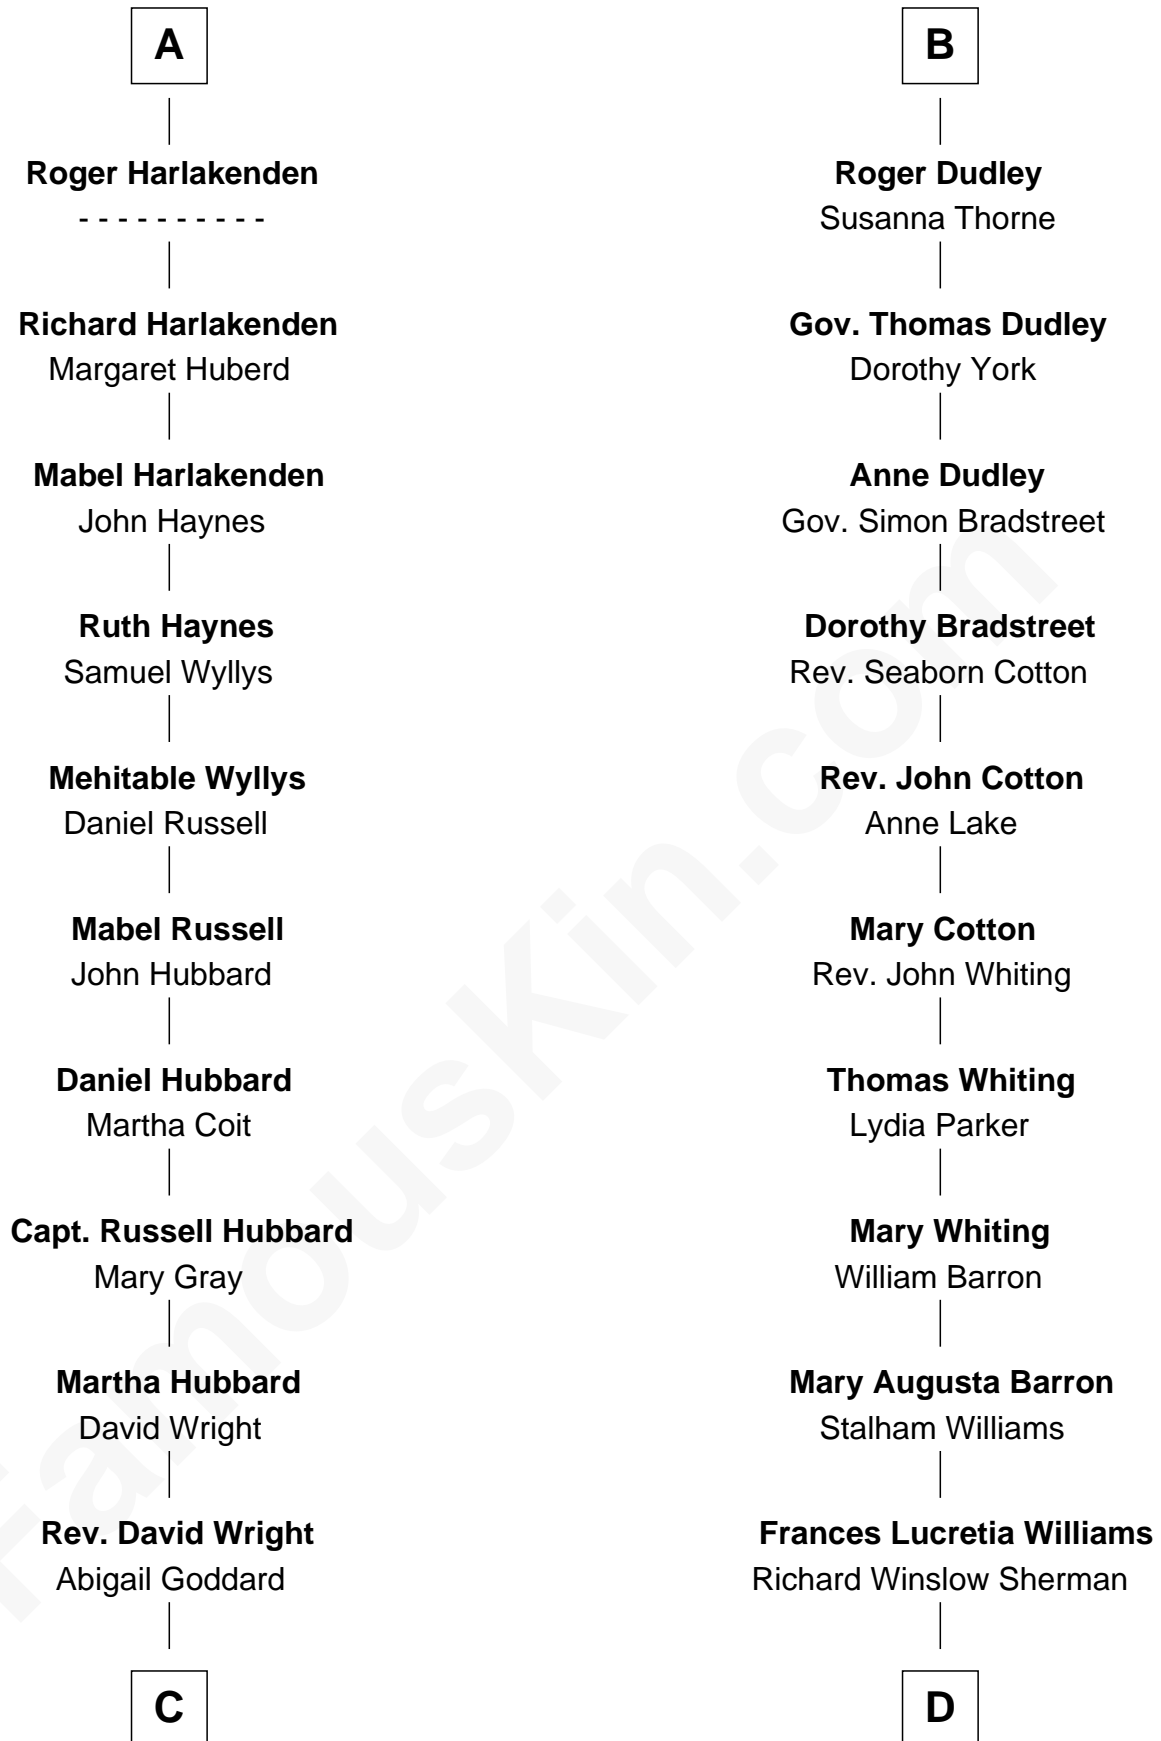 A
Roger Harlakenden
- - - - - - - - - -
Richard Harlakenden
Margaret Huberd
Mabel Harlakenden
John Haynes
Ruth Haynes
Samuel Wyllys
Mehitable Wyllys
Daniel Russell
Mabel Russell
John Hubbard
Daniel Hubbard
Martha Coit
Capt. Russell Hubbard
Mary Gray
Martha Hubbard
David Wright
Rev. David Wright
Abigail Goddard
C
B
Roger Dudley
Susanna Thorne
Gov. Thomas Dudley
Dorothy York
Anne Dudley
Gov. Simon Bradstreet
Dorothy Bradstreet
Rev. Seaborn Cotton
Rev. John Cotton
Anne Lake
Mary Cotton
Rev. John Whiting
Thomas Whiting
Lydia Parker
Mary Whiting
William Barron
Mary Augusta Barron
Stalham Williams
Frances Lucretia Williams
Richard Winslow Sherman
D
FamousKin.com